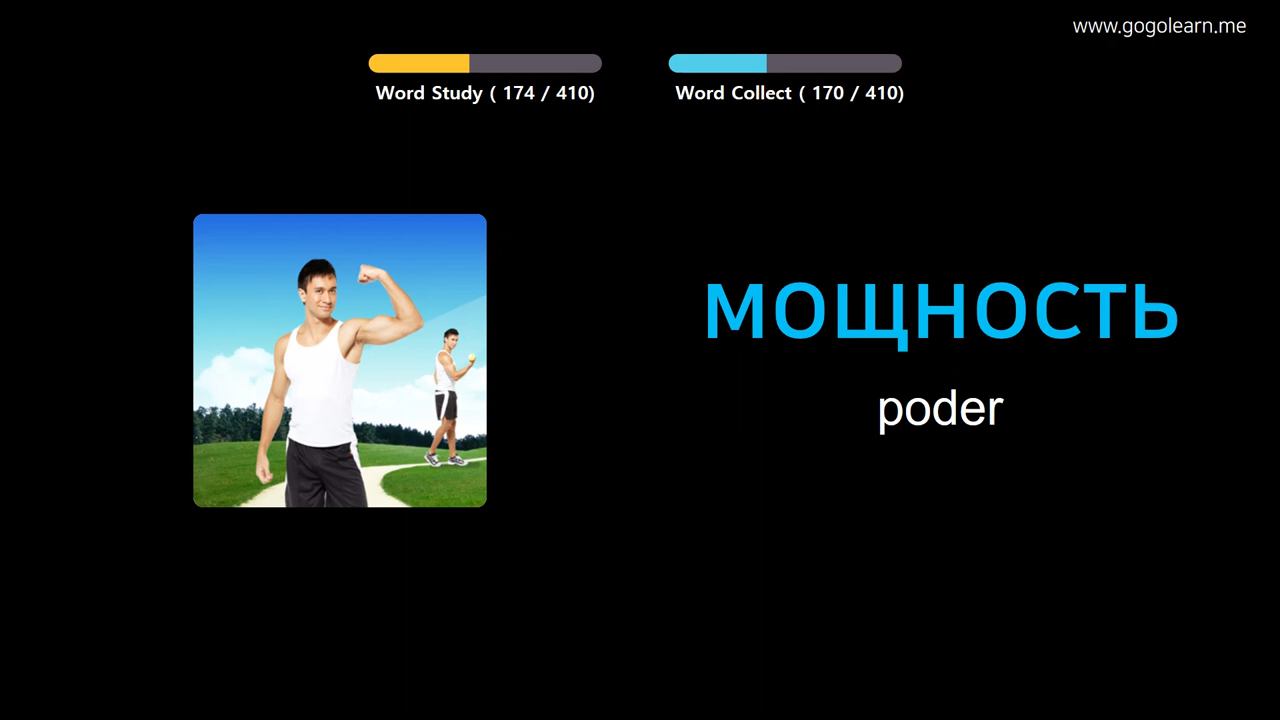 www.gogolearn.me
Word Study ( 174 / 410)
Word Collect ( 170 / 410)
мощность
poder